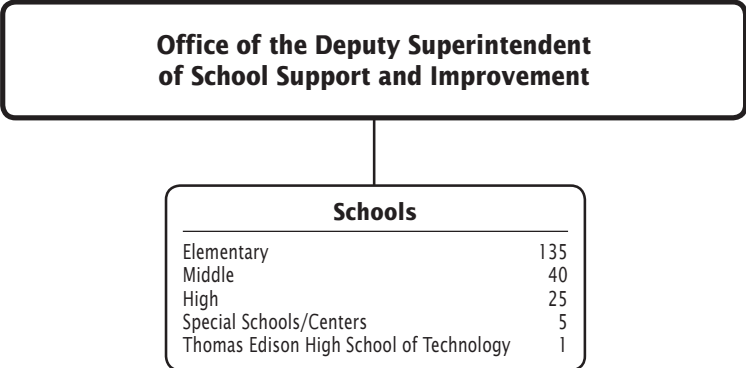 Office of the Deputy Superintendent
of School Support and Improvement
Schools
Elementary 135
Middle 40
High 25
Special Schools/Centers 5
Thomas Edison High School of Technology 1